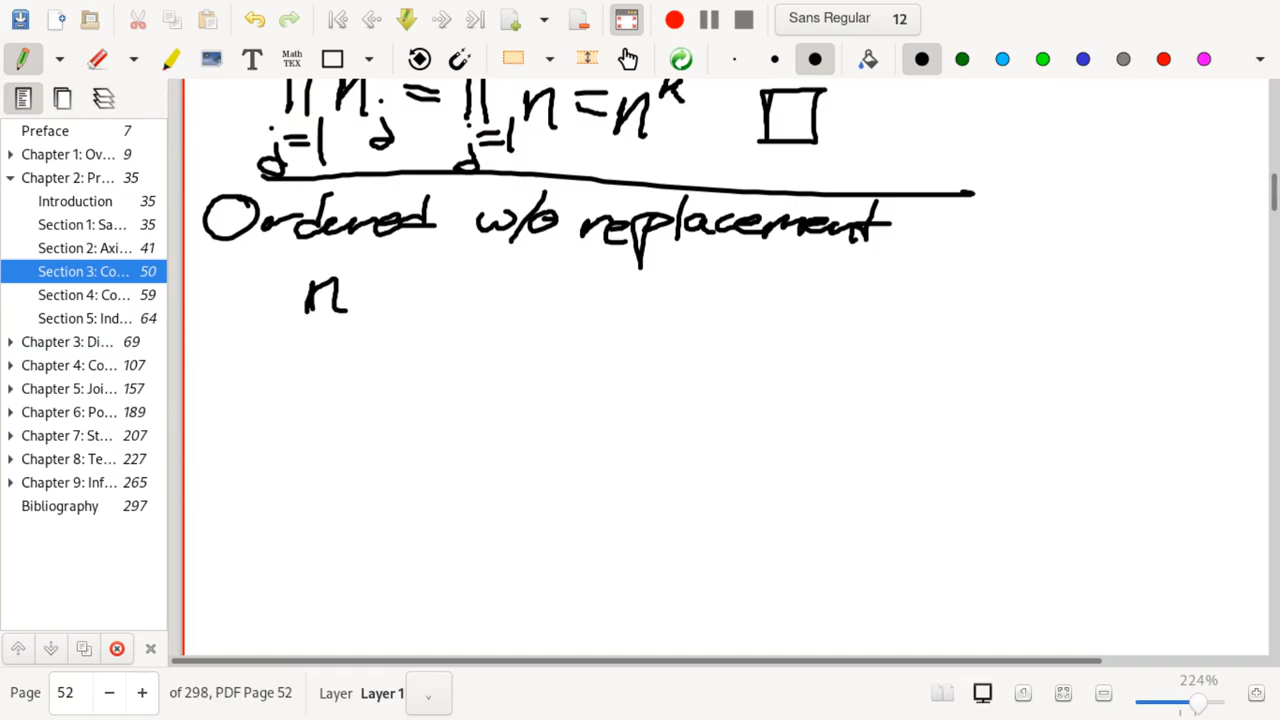 Sans Regular 12
T Math TEX
Preface 7
Chapter 1: Ov... 9
Chapter 2: Pr... 35
Introduction 35
Section 1: Sa... 35
Section 2: Axi... 41
Section 3: Co... 50
Section 4: Co... 59
Section 5: Ind... 64
Chapter 3: Di... 69
Chapter 4: Co... 107
Chapter 5: Joi... 157
Chapter 6: Po... 189
Chapter 7: St... 207
Chapter 8: Te... 227
Chapter 9: Inf... 265
Bibliography 297
∏ n_j = ∏ n = n^k □
j=1 j=1
Ordered w/o replacement
n
Page 52 of 298, PDF Page 52 Layer Layer 1
224%